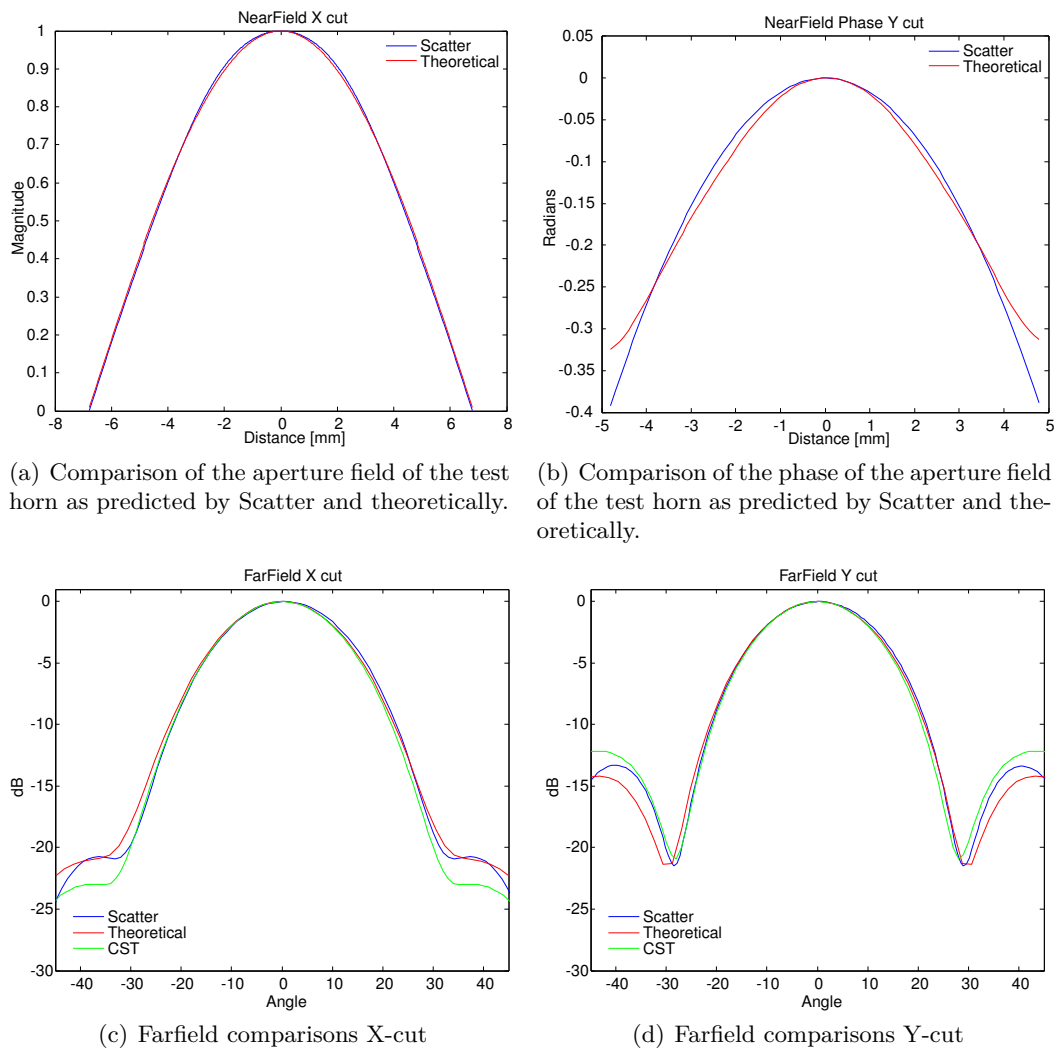 NearField X cut
1
0.9
0.8
0.7
0.6
0.5
0.4
0.3
0.2
0.1
0
Magnitude
Scatter
Theoretical
-8 -6 -4 -2 0 2 4 6 8
Distance [mm]
NearField Phase Y cut
0.05
0
-0.05
-0.1
-0.15
-0.2
-0.25
-0.3
-0.35
-0.4
Radians
Scatter
Theoretical
-5 -4 -3 -2 -1 0 1 2 3 4 5
Distance [mm]
(a) Comparison of the aperture field of the test
horn as predicted by Scatter and theoretically.
(b) Comparison of the phase of the aperture field
of the test horn as predicted by Scatter and the-
oretically.
FarField X cut
0
-5
-10
-15
-20
-25
-30
dB
Scatter
Theoretical
CST
-40 -30 -20 -10 0 10 20 30 40
Angle
FarField Y cut
0
-5
-10
-15
-20
-25
-30
dB
Scatter
Theoretical
CST
-40 -30 -20 -10 0 10 20 30 40
Angle
(c) Farfield comparisons X-cut
(d) Farfield comparisons Y-cut